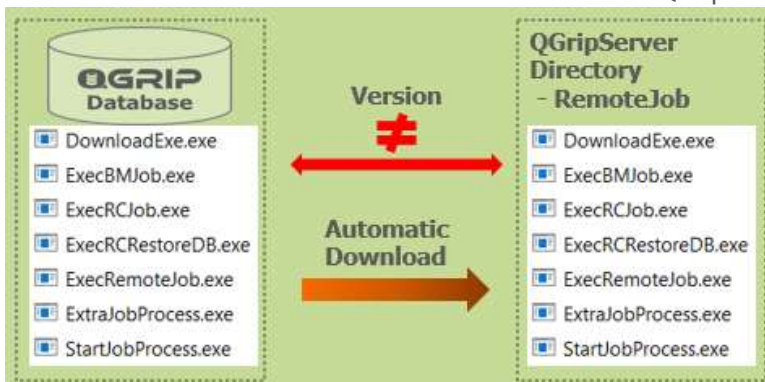 QGRIP
Database
DownloadExe.exe
ExecBMJob.exe
ExecRCJob.exe
ExecRCRestoreDB.exe
ExecRemoteJob.exe
ExtraJobProcess.exe
StartJobProcess.exe
Version
≠
Automatic
Download
QGripServer
Directory
- RemoteJob
DownloadExe.exe
ExecBMJob.exe
ExecRCJob.exe
ExecRCRestoreDB.exe
ExecRemoteJob.exe
ExtraJobProcess.exe
StartJobProcess.exe